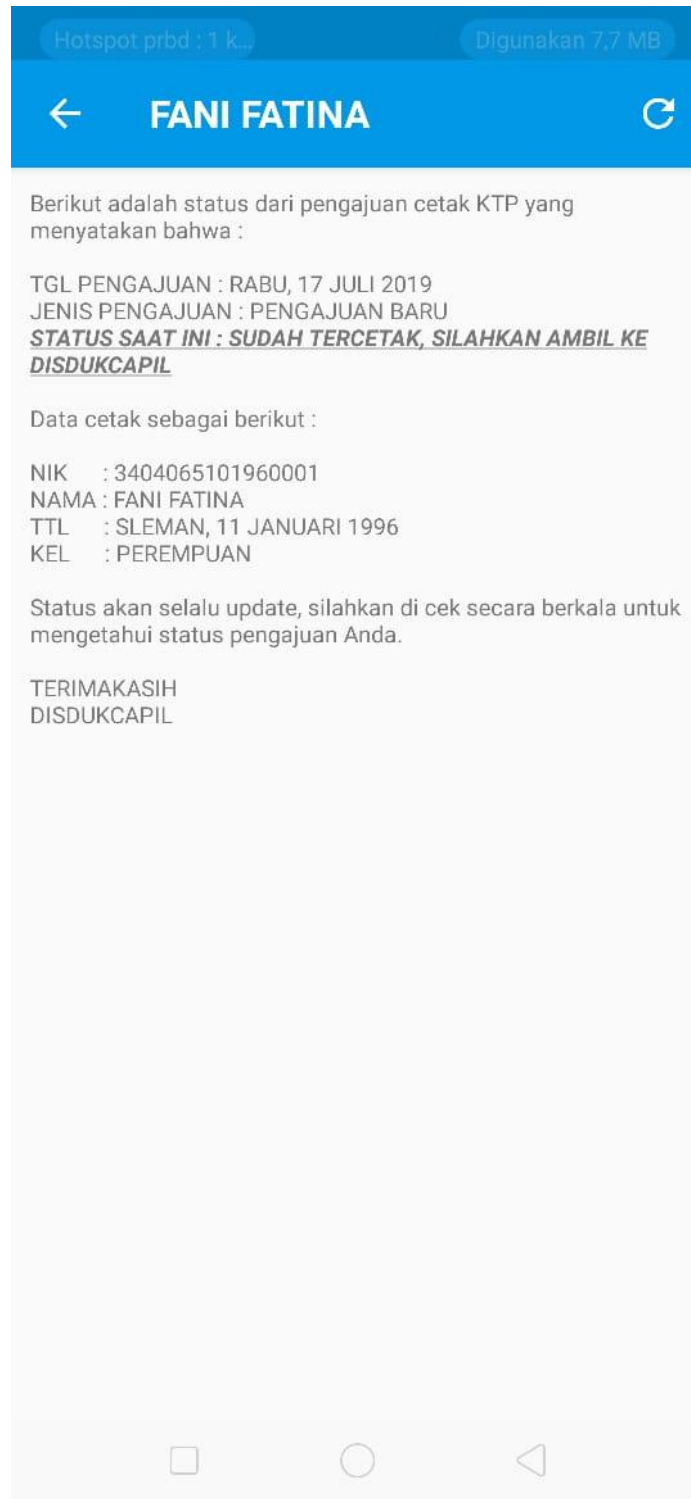 Hotspot prbd : 1 k... Digunakan 7,7 MB
FANI FATINA
Berikut adalah status dari pengajuan cetak KTP yang
menyatakan bahwa :
TGL PENGAJUAN : RABU, 17 JULI 2019
JENIS PENGAJUAN : PENGAJUAN BARU
STATUS SAAT INI : SUDAH TERCETAK, SILAHKAN AMBIL KE
DISDUKCAPIL
Data cetak sebagai berikut :
NIK : 3404065101960001
NAMA : FANI FATINA
TTL : SLEMAN, 11 JANUARI 1996
KEL : PEREMPUAN
Status akan selalu update, silahkan di cek secara berkala untuk
mengetahui status pengajuan Anda.
TERIMAKASIH
DISDUKCAPIL